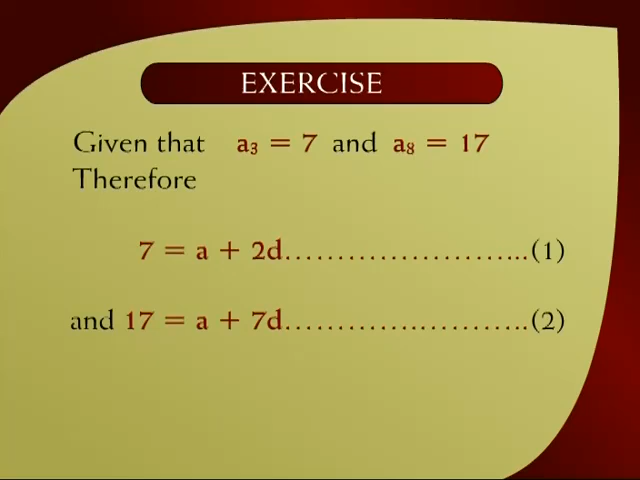 EXERCISE
Given that a₃ = 7 and a₈ = 17
Therefore
7 = a + 2d……………………..(1)
and 17 = a + 7d………….………..(2)